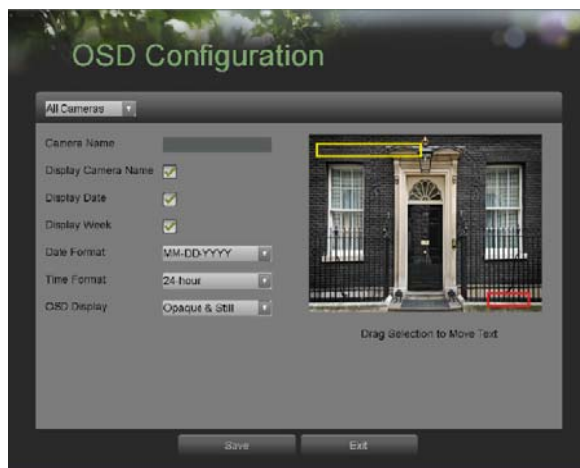 OSD Configuration
All Cameras
Camera Name
Display Camera Name
Display Date
Display Week
Date Format MM-DD-YYYY
Time Format 24-hour
OSD Display Opaque & Still
Drag Selection to Move Text
Save Exit